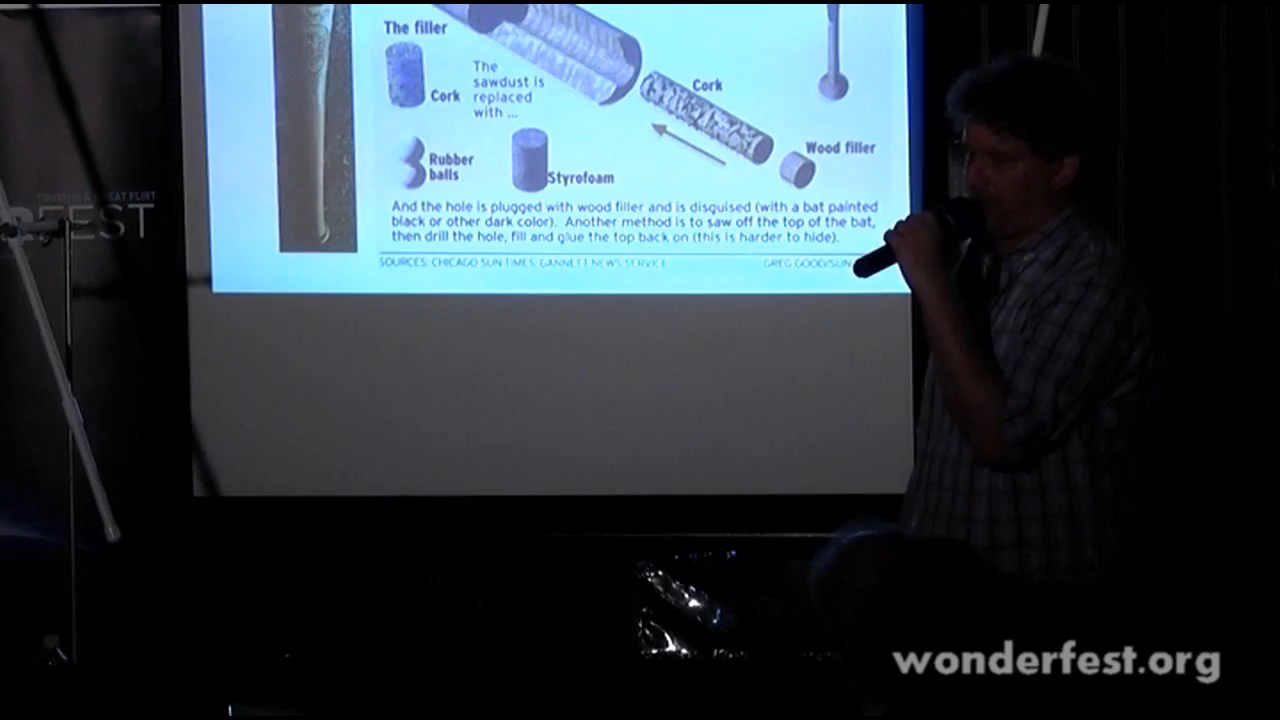 The filler
The
sawdust is
replaced
with ...
Cork
Cork
Wood filler
Rubber
balls
Styrofoam
And the hole is plugged with wood filler and is disguised (with a bat painted
black or other dark color). Another method is to saw off the top of the bat,
then drill the hole, fill and glue the top back on (this is harder to hide).
SOURCES: CHICAGO SUN TIMES, GANNETT NEWS SERVICE
GREG GOOD/SUN
FEST
wonderfest.org